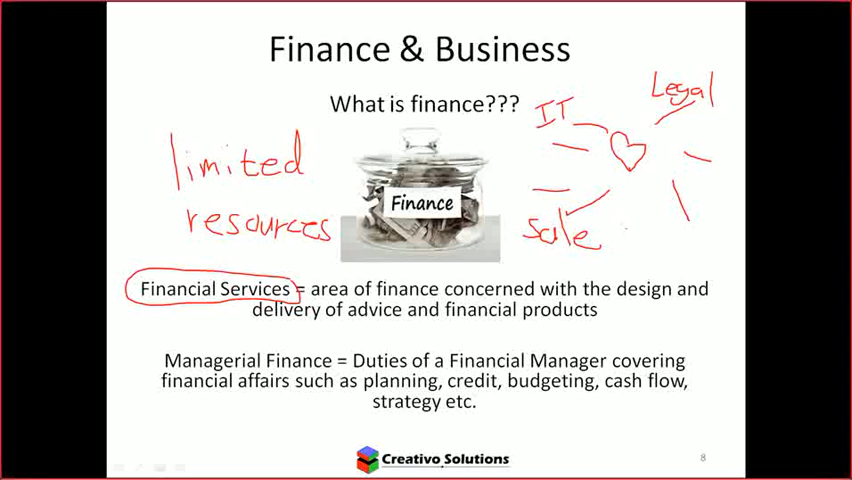 Finance & Business
What is finance???
IT
Legal
limited
resources
Finance
Sale
Financial Services = area of finance concerned with the design and
delivery of advice and financial products
Managerial Finance = Duties of a Financial Manager covering
financial affairs such as planning, credit, budgeting, cash flow,
strategy etc.
Creativo Solutions
8